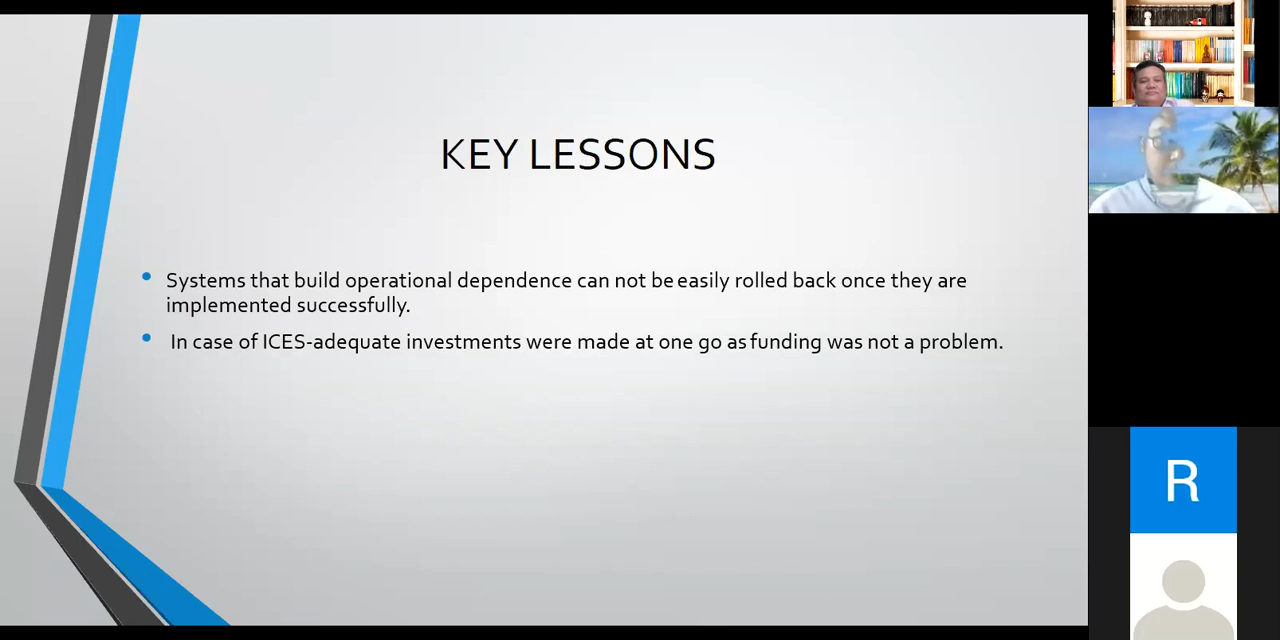 KEY LESSONS
Systems that build operational dependence can not be easily rolled back once they are
implemented successfully.
In case of ICES-adequate investments were made at one go as funding was not a problem.
R